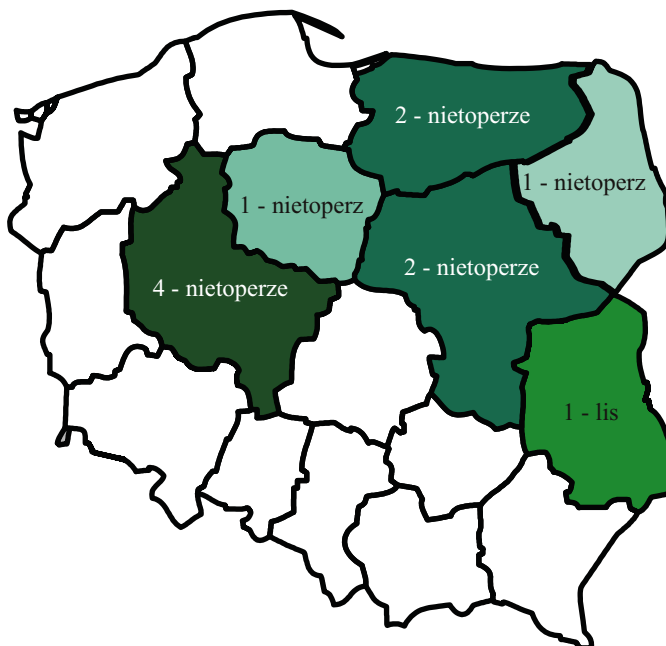 2 - nietoperze
1 - nietoperz
1 - nietoperz
2 - nietoperze
4 - nietoperze
1 - lis